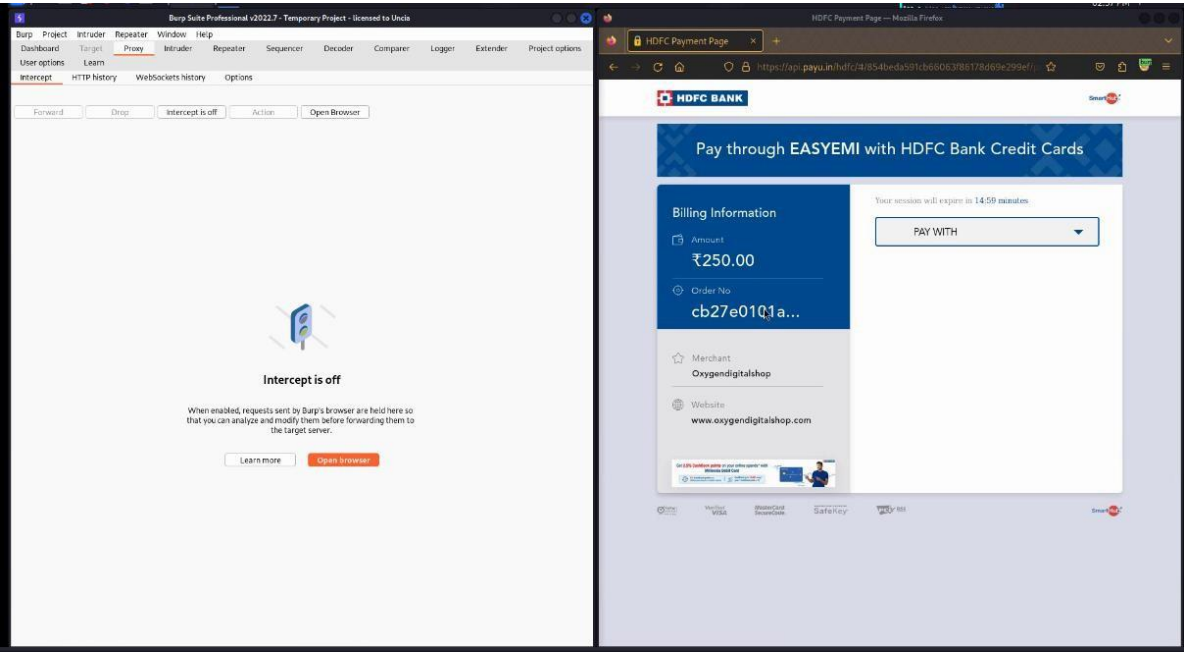 Burp Suite Professional v2022.7 - Temporary Project - licensed to Uncia
Burp Project Intruder Repeater Window Help
Dashboard Target Proxy Intruder Repeater Sequencer Decoder Comparer Logger Extender Project options
User options Learn
Intercept HTTP history WebSockets history Options
Forward Drop Intercept is off Action Open Browser
Intercept is off
When enabled, requests sent by Burp's browser are held here so
that you can analyze and modify them before forwarding them to
the target server.
Learn more Open browser
HDFC Payment Page — Mozilla Firefox
HDFC Payment Page
HDFC BANK
Pay through EASYEMI with HDFC Bank Credit Cards
Billing Information
Amount
₹250.00
Order No
cb27e0101a...
Merchant
Oxygendigitalshop
Website
www.oxygendigitalshop.com
Your session will expire in 14:59 minutes
PAY WITH
SafeKey